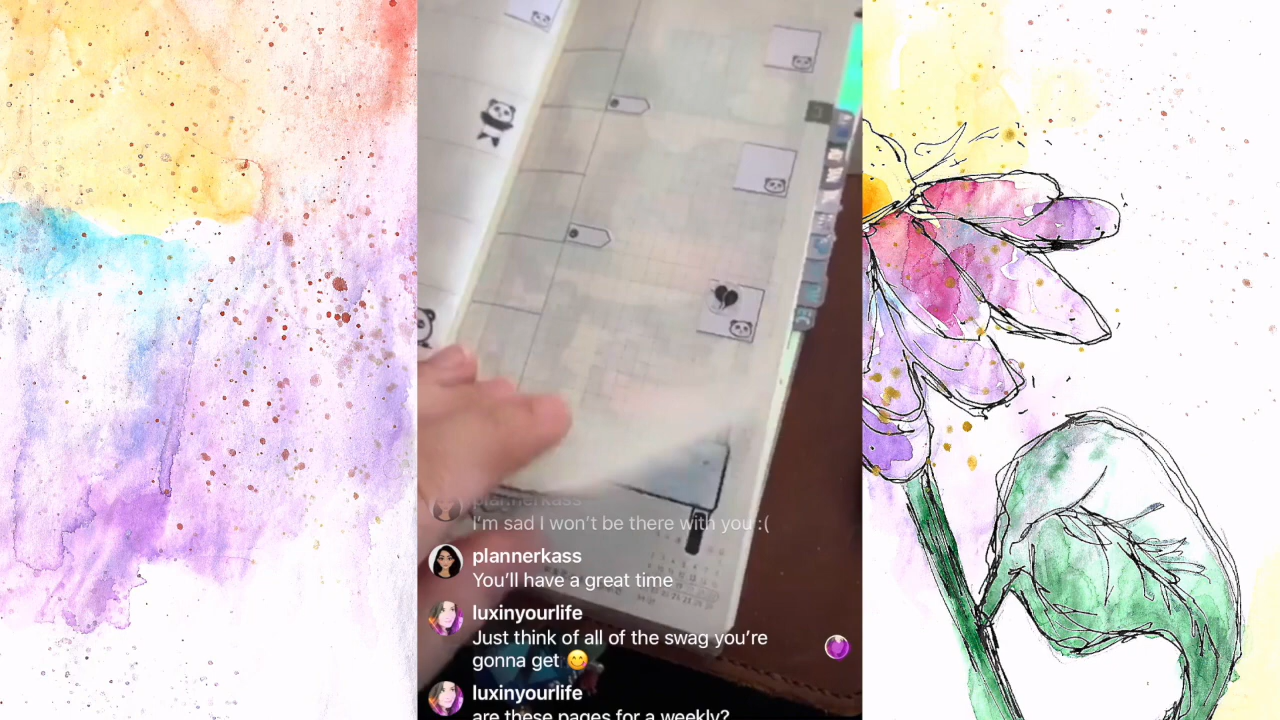 plannerkass
I'm sad I won't be there with you :(
plannerkass
You'll have a great time
luxinyourlife
Just think of all of the swag you're
gonna get 😋
luxinyourlife
are these pages for a weekly?